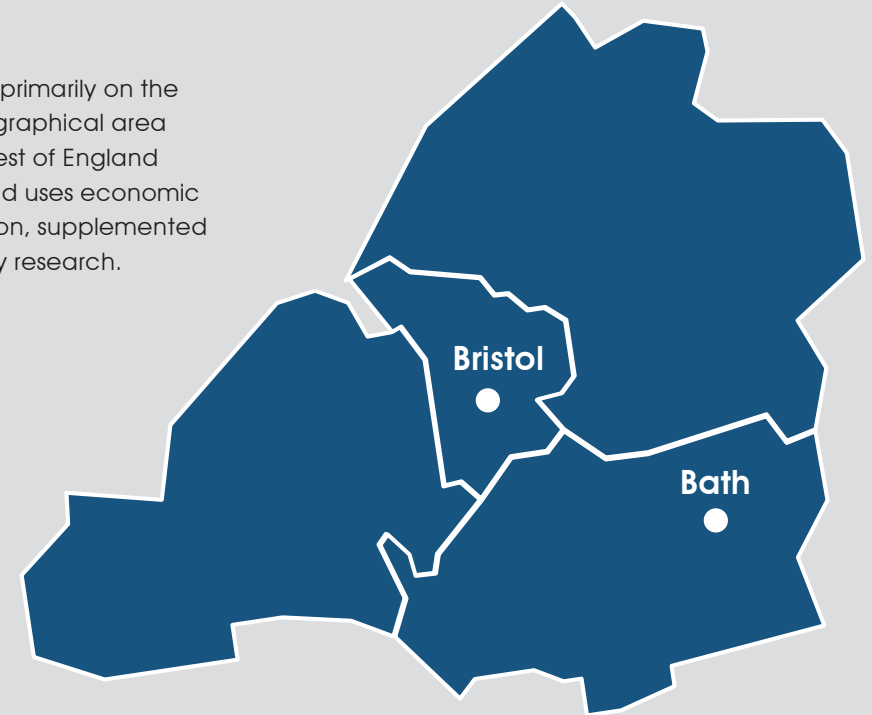 primarily on the
graphical area
est of England
d uses economic
on, supplemented
y research.
Bristol
Bath